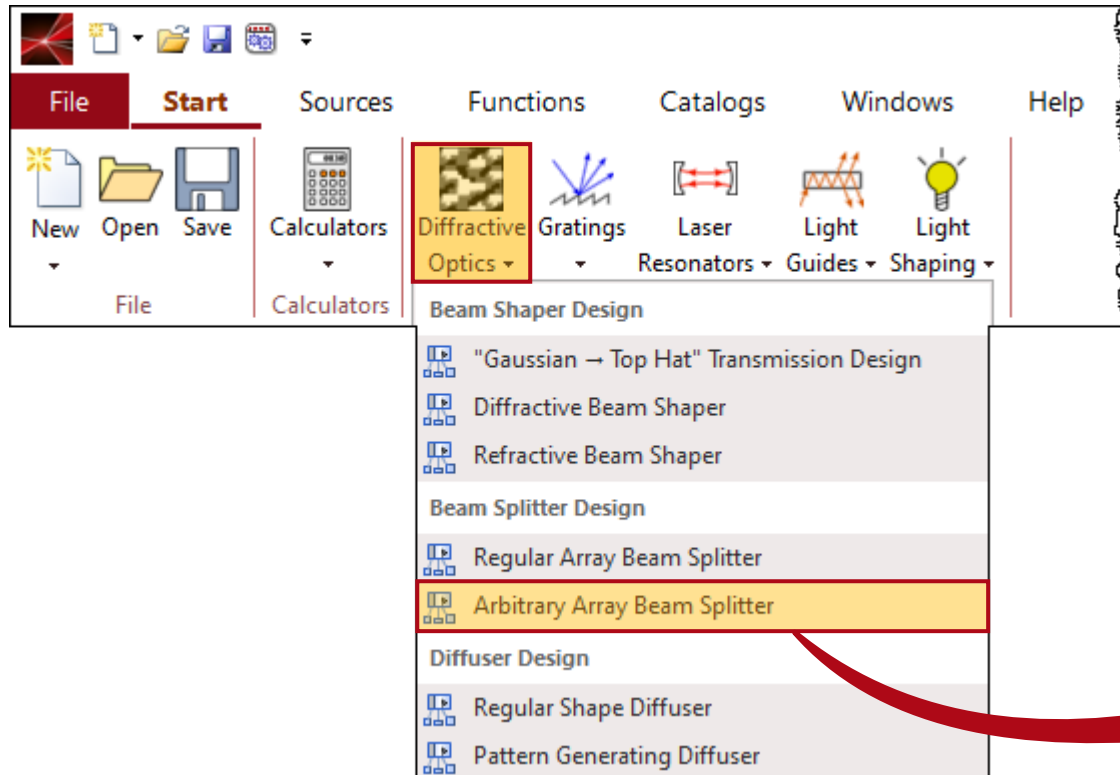 File Start Sources Functions Catalogs Windows Help
New Open Save Calculators Diffractive Optics Gratings Laser Resonators Light Guides Light Shaping
File Calculators
Beam Shaper Design
"Gaussian → Top Hat" Transmission Design
Diffractive Beam Shaper
Refractive Beam Shaper
Beam Splitter Design
Regular Array Beam Splitter
Arbitrary Array Beam Splitter
Diffuser Design
Regular Shape Diffuser
Pattern Generating Diffuser